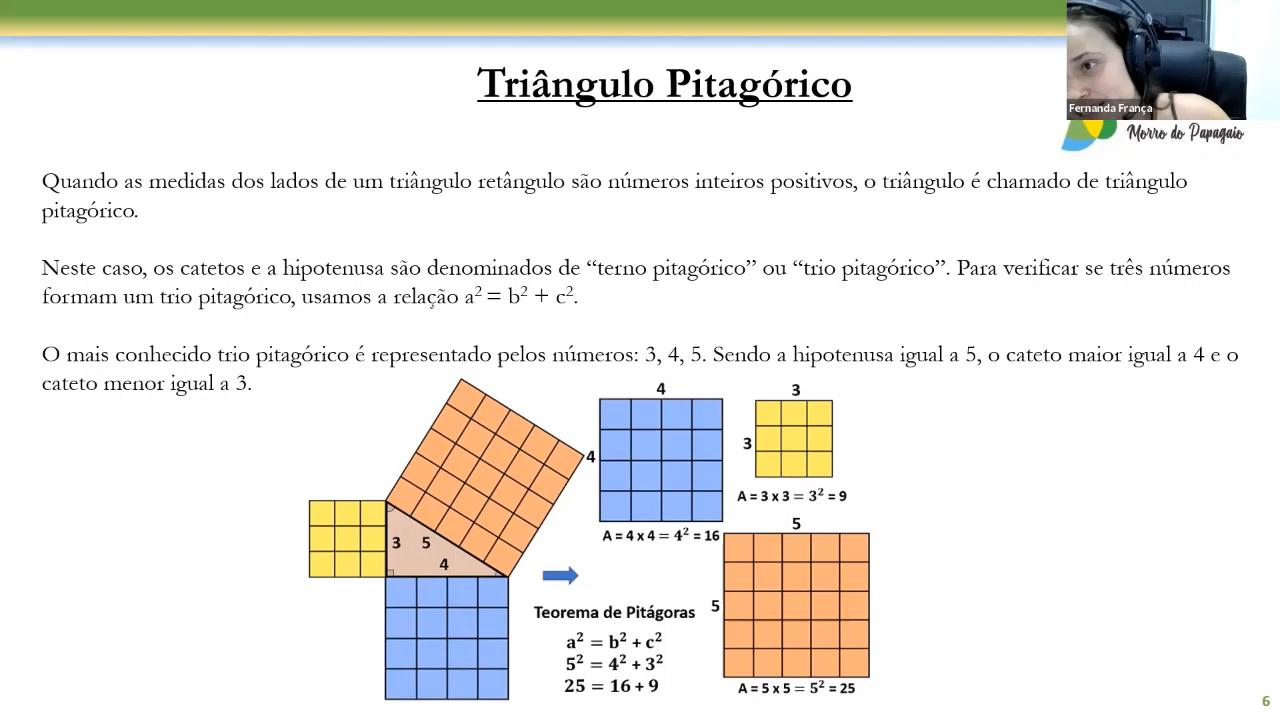 Triângulo Pitagórico
Fernanda França
Morro do Papagaio
Quando as medidas dos lados de um triângulo retângulo são números inteiros positivos, o triângulo é chamado de triângulo
pitagórico.
Neste caso, os catetos e a hipotenusa são denominados de “terno pitagórico” ou “trio pitagórico”. Para verificar se três números
formam um trio pitagórico, usamos a relação a² = b² + c².
O mais conhecido trio pitagórico é representado pelos números: 3, 4, 5. Sendo a hipotenusa igual a 5, o cateto maior igual a 4 e o
cateto menor igual a 3.
3
5
4
4
4
A = 4 x 4 = 4² = 16
3
3
A = 3 x 3 = 3² = 9
5
5
A = 5 x 5 = 5² = 25
Teorema de Pitágoras
a² = b² + c²
5² = 4² + 3²
25 = 16 + 9
6